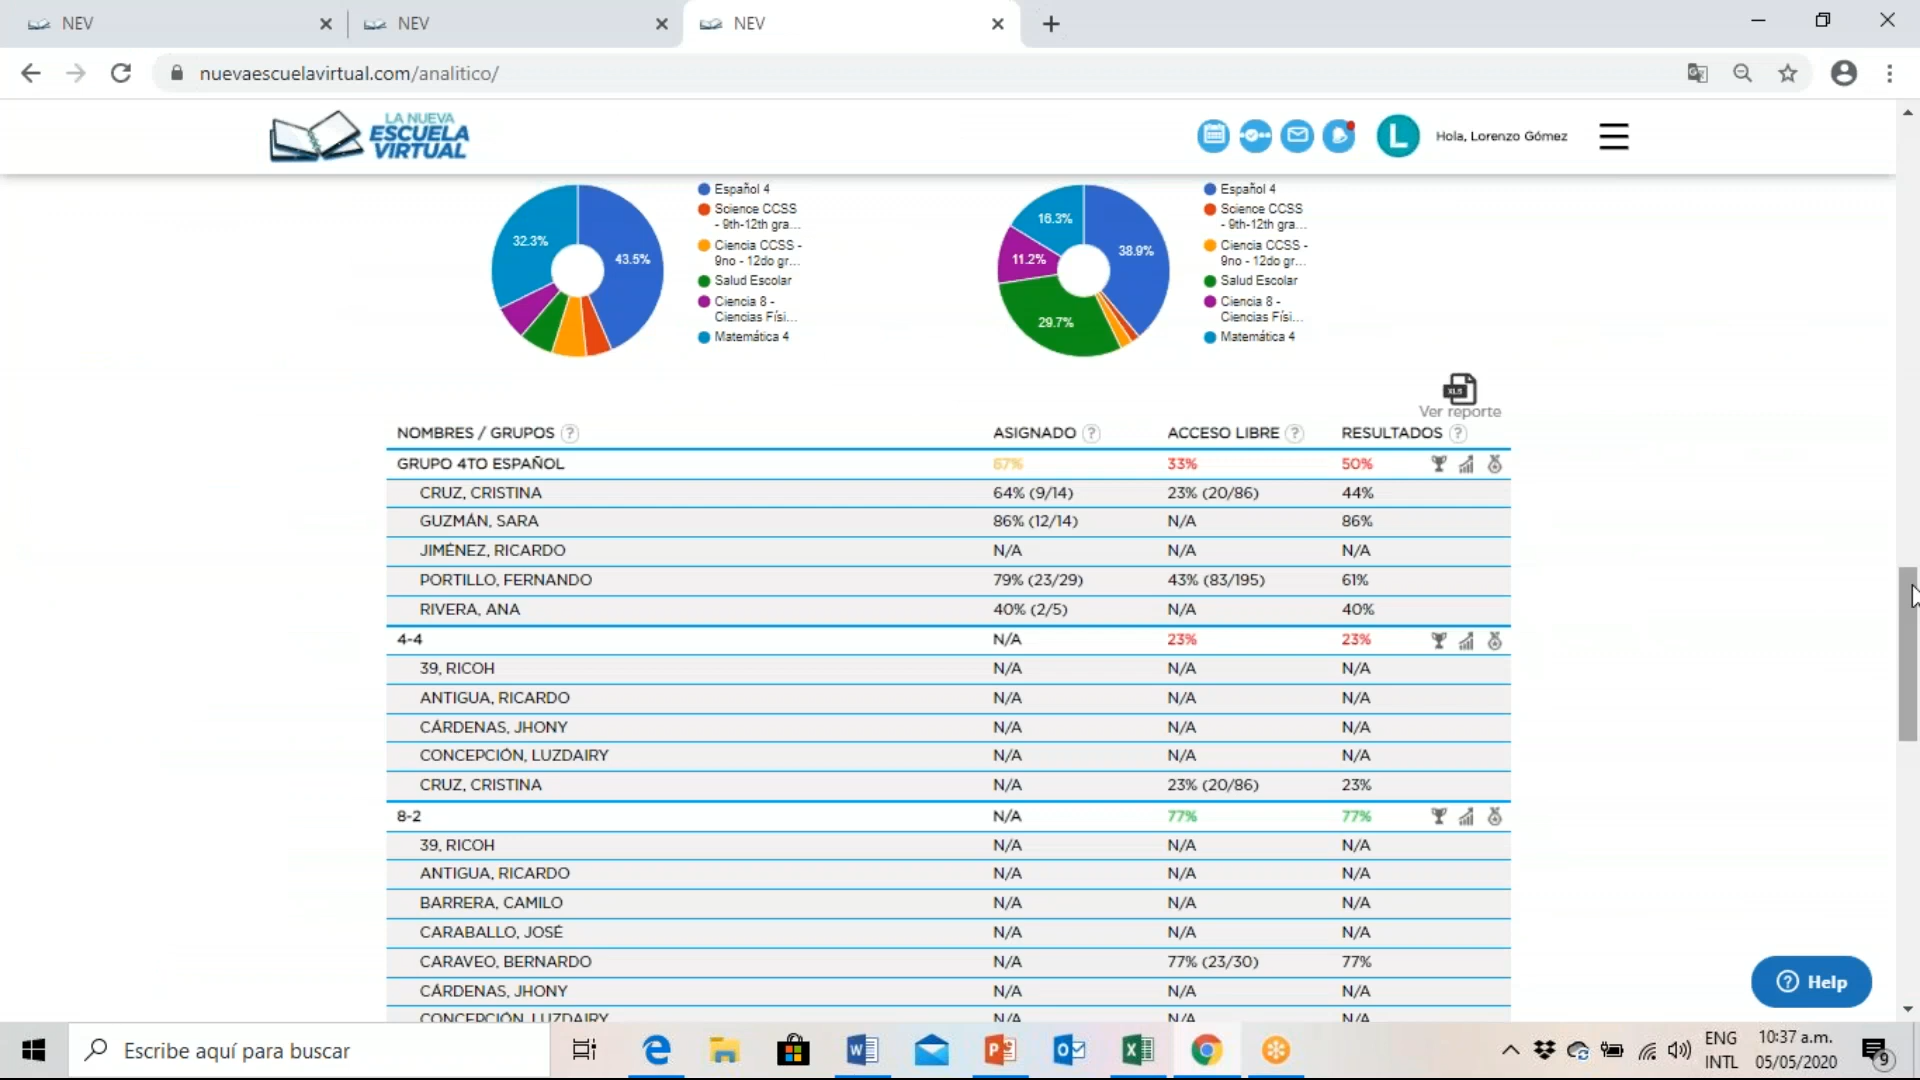 NEV
NEV
NEV
nuevaescuelavirtual.com/analitico/
LA NUEVA
ESCUELA
VIRTUAL
L
Hola, Lorenzo Gómez
32.3%
43.5%
Español 4
Science CCSS
- 9th-12th gra...
Ciencia CCSS -
9no - 12do gr...
Salud Escolar
Ciencia 8 -
Ciencias Físi...
Matemática 4
16.3%
11.2%
38.9%
29.7%
Español 4
Science CCSS
- 9th-12th gra...
Ciencia CCSS -
9no - 12do gr...
Salud Escolar
Ciencia 8 -
Ciencias Físi...
Matemática 4
XLS
Ver reporte
NOMBRES / GRUPOS ? ASIGNADO ? ACCESO LIBRE ? RESULTADOS ?
GRUPO 4TO ESPAÑOL 67% 33% 50%
CRUZ, CRISTINA 64% (9/14) 23% (20/86) 44%
GUZMÁN, SARA 86% (12/14) N/A 86%
JIMÉNEZ, RICARDO N/A N/A N/A
PORTILLO, FERNANDO 79% (23/29) 43% (83/195) 61%
RIVERA, ANA 40% (2/5) N/A 40%
4-4 N/A 23% 23%
39, RICOH N/A N/A N/A
ANTIGUA, RICARDO N/A N/A N/A
CÁRDENAS, JHONY N/A N/A N/A
CONCEPCIÓN, LUZDAIRY N/A N/A N/A
CRUZ, CRISTINA N/A 23% (20/86) 23%
8-2 N/A 77% 77%
39, RICOH N/A N/A N/A
ANTIGUA, RICARDO N/A N/A N/A
BARRERA, CAMILO N/A N/A N/A
CARABALLO, JOSÉ N/A N/A N/A
CARAVEO, BERNARDO N/A 77% (23/30) 77%
CÁRDENAS, JHONY N/A N/A N/A
CONCEPCIÓN, LUZDAIRY N/A N/A N/A
? Help
Escribe aquí para buscar
ENG
INTL
10:37 a.m.
05/05/2020
9